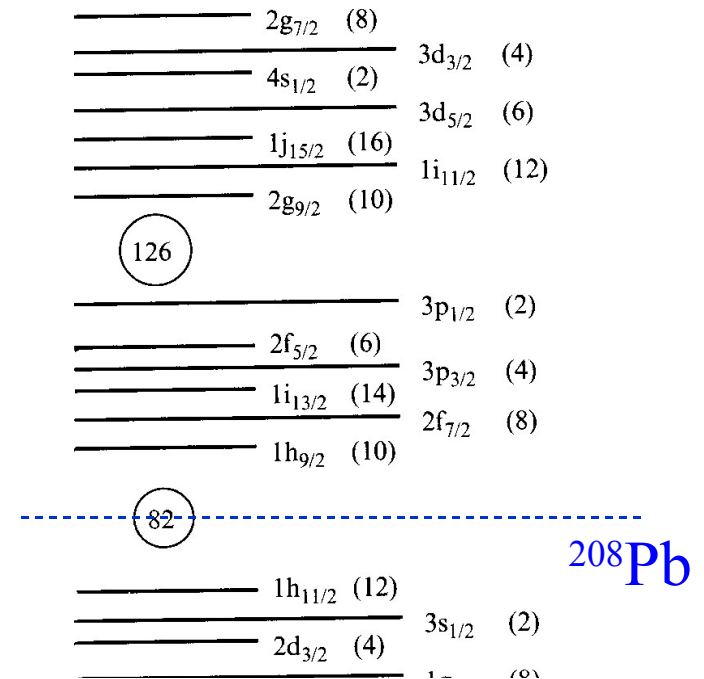 2g7/2 (8)
3d3/2 (4)
4s1/2 (2)
3d5/2 (6)
1j15/2 (16)
1i11/2 (12)
2g9/2 (10)
126
3p1/2 (2)
2f5/2 (6)
3p3/2 (4)
1i13/2 (14)
2f7/2 (8)
1h9/2 (10)
82
208Pb
1h11/2 (12)
3s1/2 (2)
2d3/2 (4)
(8)